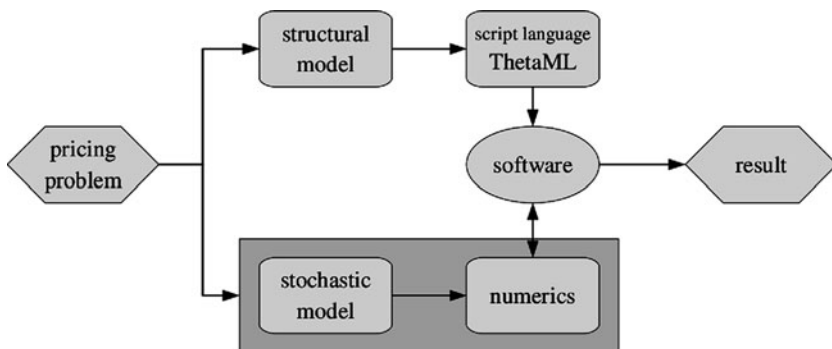 structural
model
script language
ThetaML
pricing
problem
software
result
stochastic
model
numerics